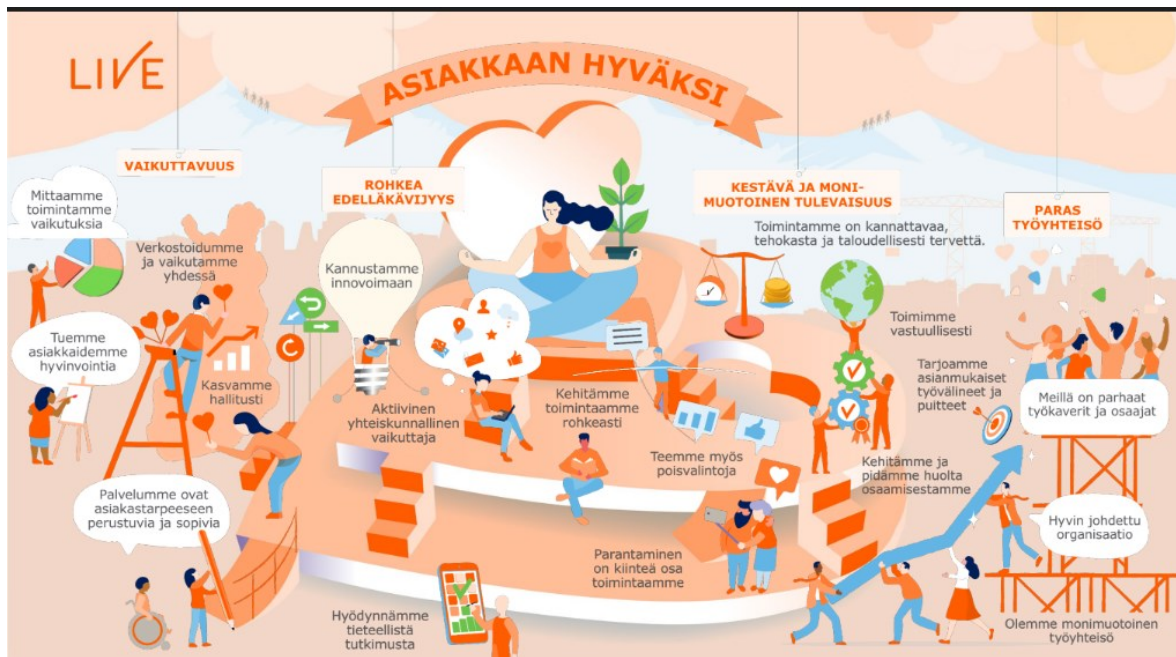 LIVE
ASIAKKAAN HYVÄKSI
VAIKUTTAVUUS
Mittaamme
toimintamme
vaikutuksia
Verkostoidumme
ja vaikutamme
yhdessä
Tuemme
asiakkaidemme
hyvinvointia
Kasvamme
hallitusti
Palvelumme ovat
asiakastarpeeseen
perustuvia ja sopivia
ROHKEA
EDELLÄKÄVIJYYS
Kannustamme
innovoimaan
C
Aktiivinen
yhteiskunnallinen
vaikuttaja
Kehitämme
toimintaamme
rohkeasti
Teemme myös
poisvalintoja
Parantaminen
on kiinteä osa
toimintaamme
Hyödynnämme
tieteellistä
tutkimusta
KESTÄVÄ JA MONI-
MUOTOINEN TULEVAISUUS
Toimintamme on kannattavaa,
tehokasta ja taloudellisesti tervettä.
Toimimme
vastuullisesti
Tarjoamme
asianmukaiset
työvälineet ja
puitteet
Kehitämme ja
pidämme huolta
osaamisestamme
PARAS
TYÖYHTEISÖ
Meillä on parhaat
työkaverit ja osaajat
Hyvin johdettu
organisaatio
Olemme monimuotoinen
työyhteisö